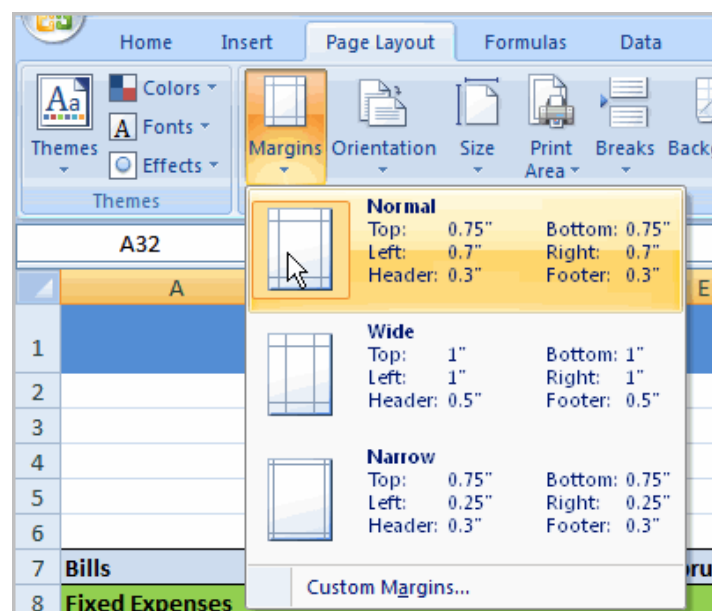 Home Insert Page Layout Formulas Data
Aa Colors
A Fonts
Themes Effects
Margins Orientation Size Print Area Breaks
Themes
A32
A E
Normal
Top: 0.75" Bottom: 0.75"
Left: 0.7" Right: 0.7"
Header: 0.3" Footer: 0.3"
1
Wide
Top: 1" Bottom: 1"
Left: 1" Right: 1"
Header: 0.5" Footer: 0.5"
2
3
4
Narrow
Top: 0.75" Bottom: 0.75"
Left: 0.25" Right: 0.25"
Header: 0.3" Footer: 0.3"
5
6
7 Bills
Custom Margins...
8 Fixed Expenses